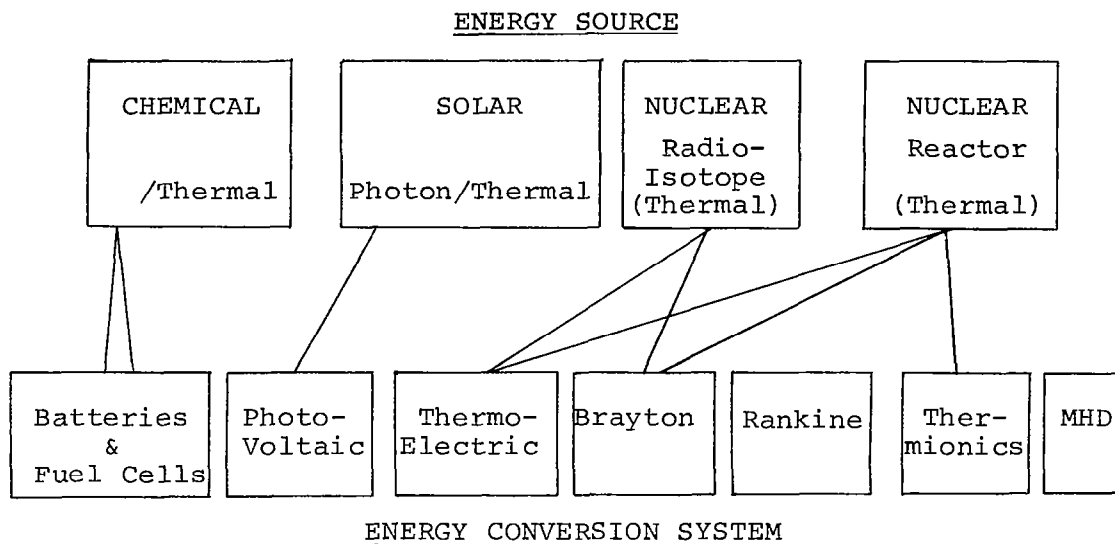 ENERGY SOURCE
CHEMICAL
/Thermal
SOLAR
Photon/Thermal
NUCLEAR
Radio-
Isotope
(Thermal)
NUCLEAR
Reactor
(Thermal)
Batteries
&
Fuel Cells
Photo-
Voltaic
Thermo-
Electric
Brayton
Rankine
Ther-
mionics
MHD
ENERGY CONVERSION SYSTEM